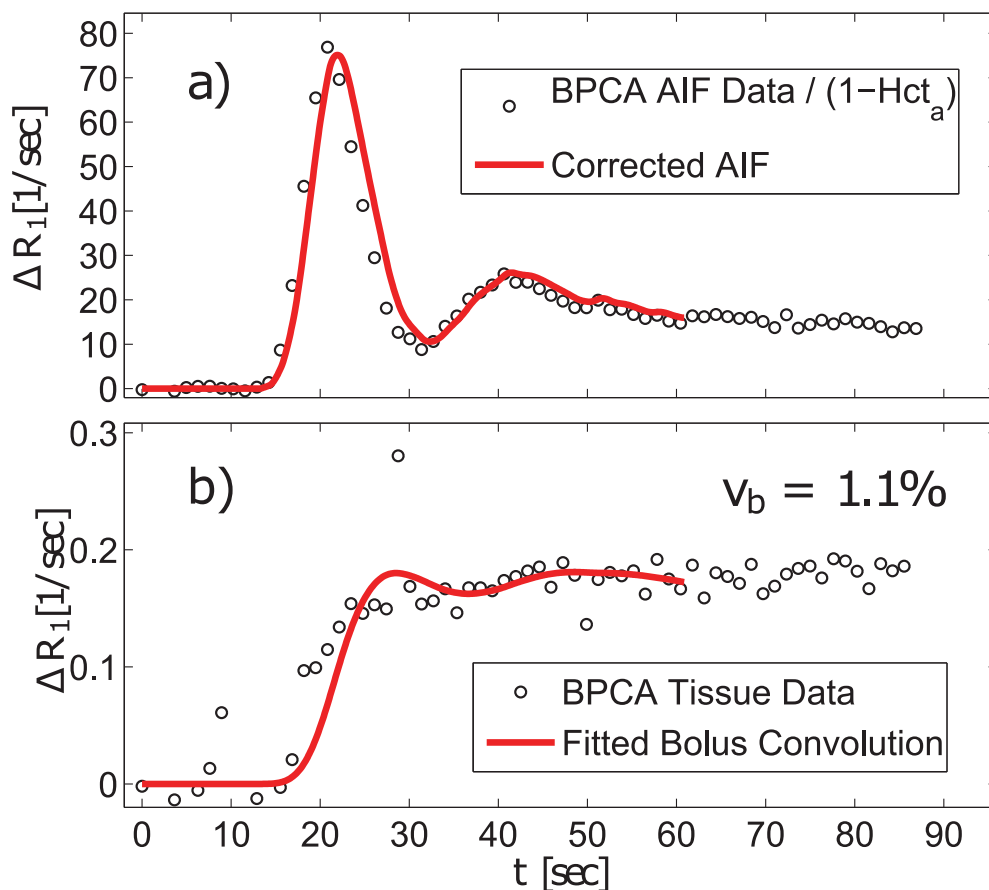 80
70
60
50
40
30
20
10
0
Δ R1[1/sec]
a)
BPCA AIF Data / (1−Hcta)
Corrected AIF
0.3
0.2
0.1
0
Δ R1[1/sec]
b)
vb = 1.1%
BPCA Tissue Data
Fitted Bolus Convolution
0 10 20 30 40 50 60 70 80 90
t [sec]